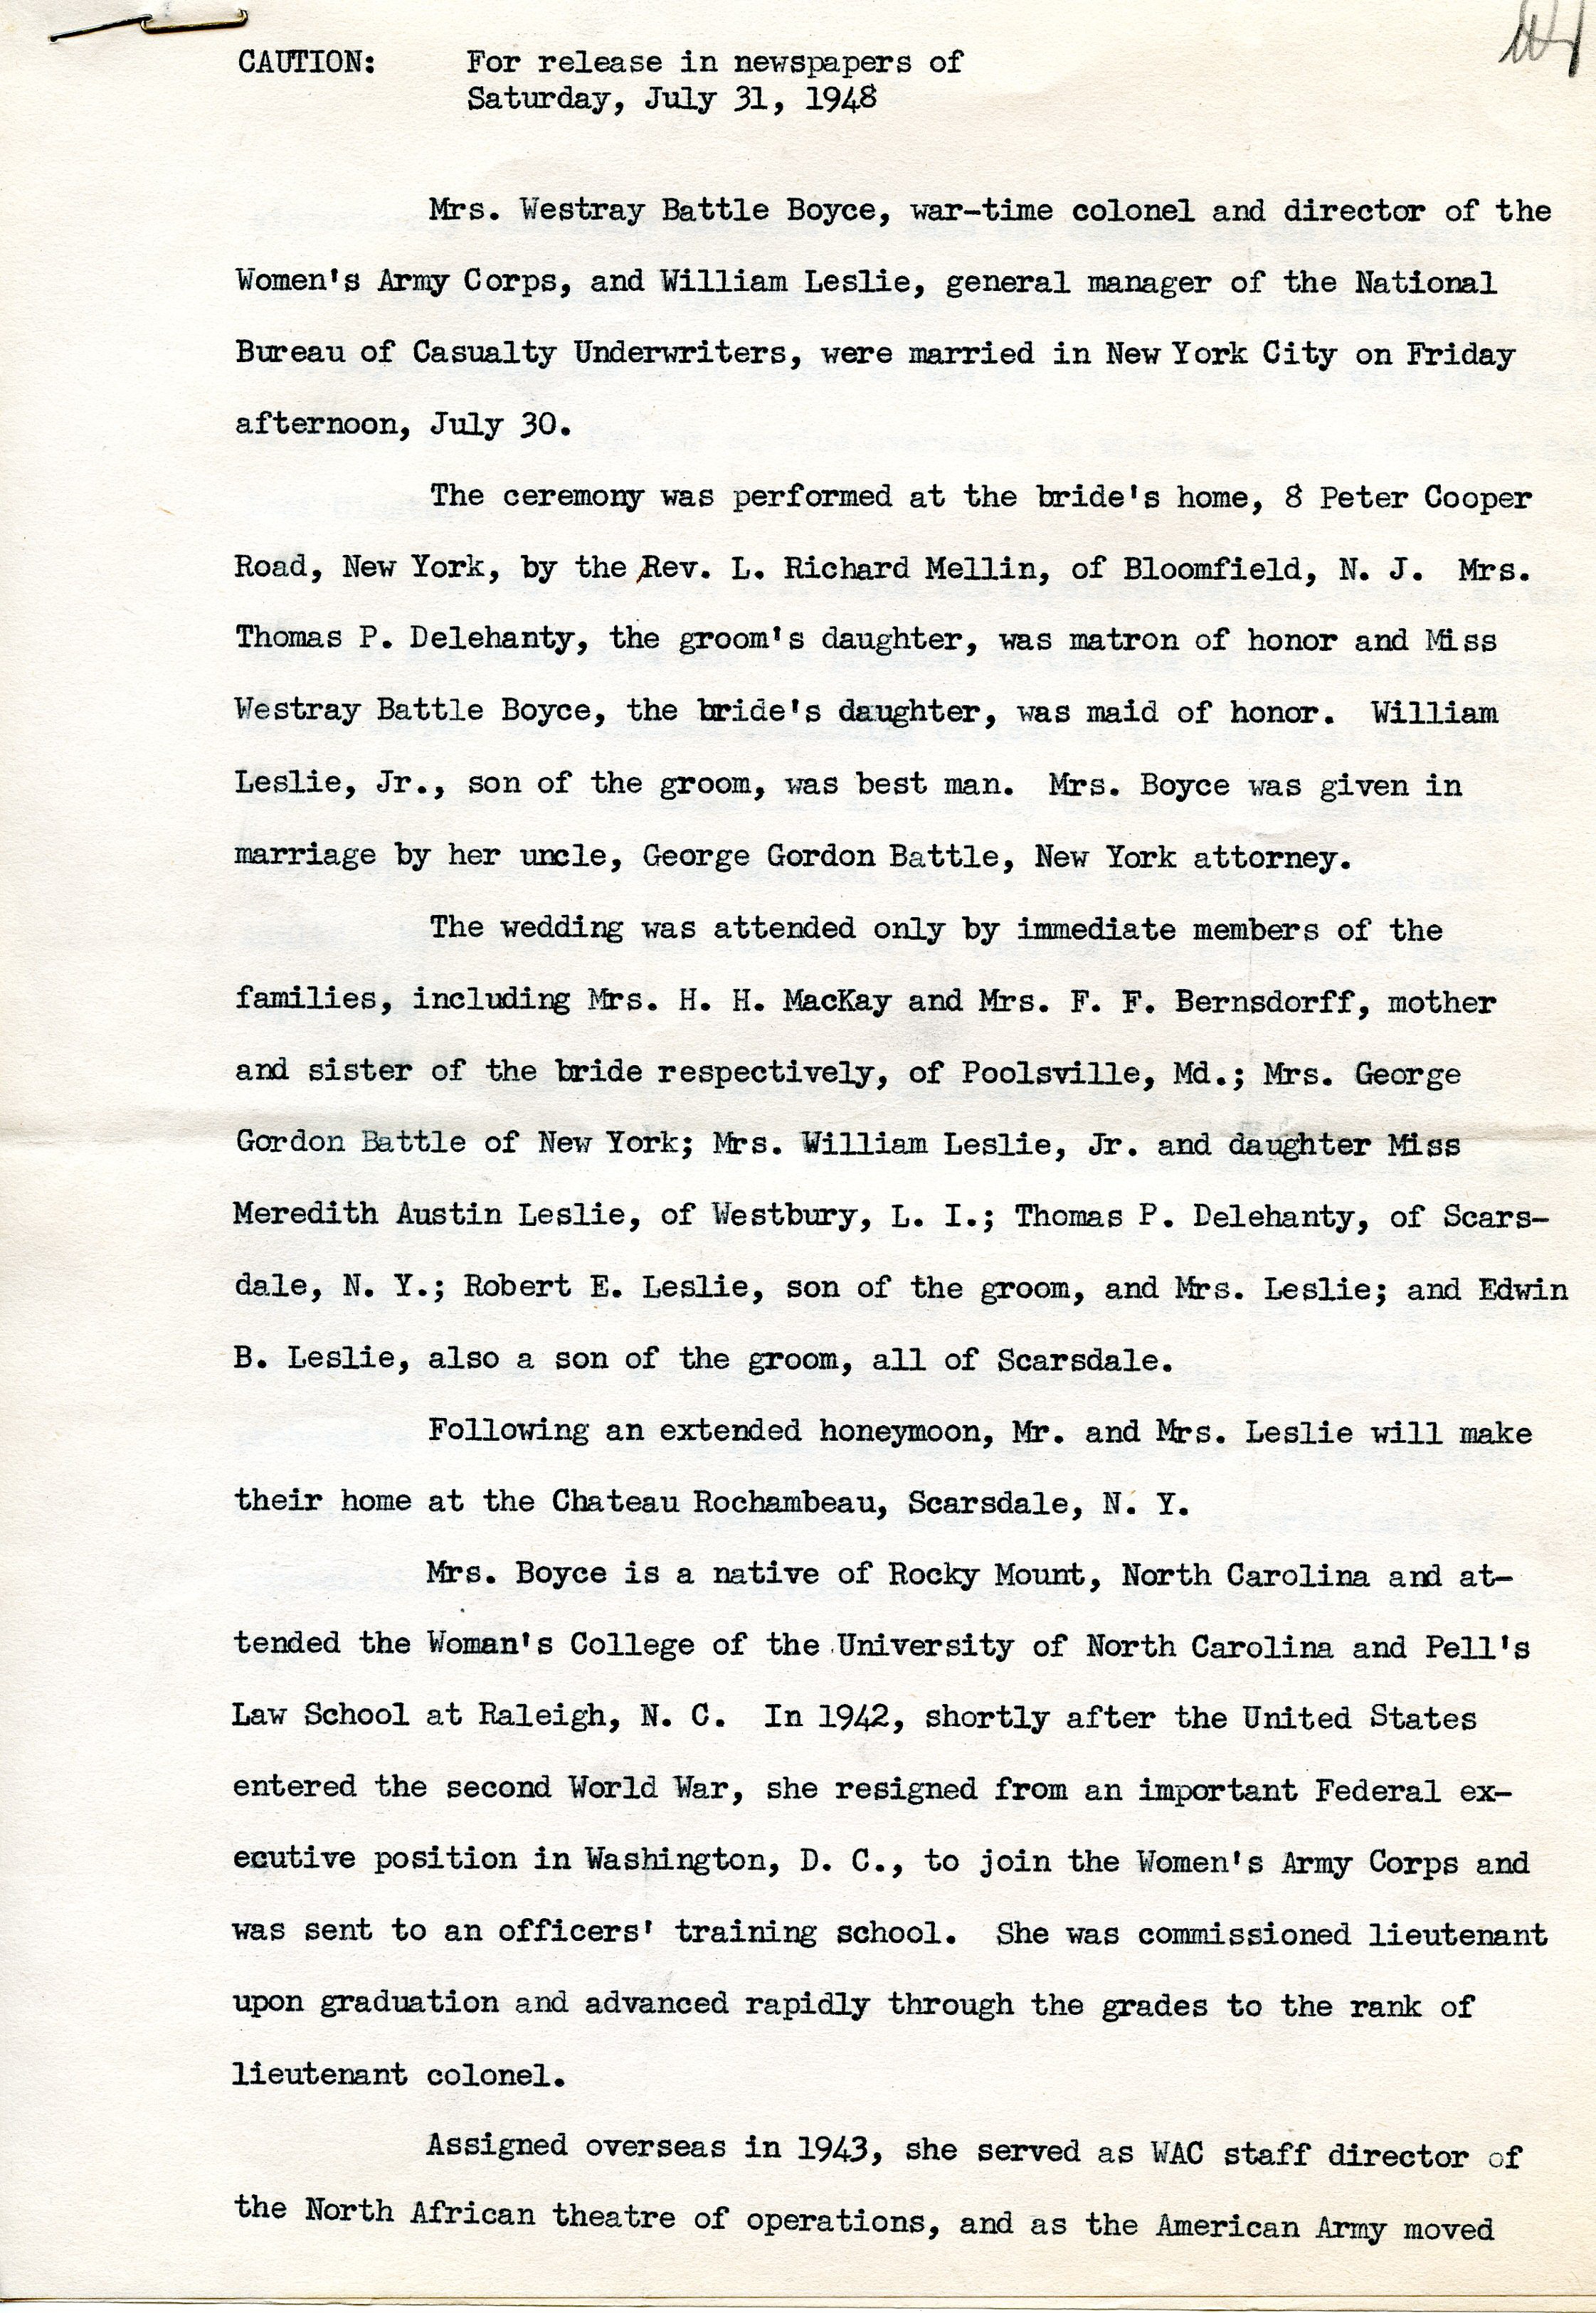 CAUTION: For release in newspapers of
Saturday, July 31, 1948
Mrs. Westray Battle Boyce, war-time colonel and director of the
Women's Army Corps, and William Leslie, general manager of the National
Bureau of Casualty Underwriters, were married in New York City on Friday
afternoon, July 30.
The ceremony was performed at the bride's home, 8 Peter Cooper
Road, New York, by the Rev. L. Richard Mellin, of Bloomfield, N. J. Mrs.
Thomas P. Delehanty, the groom's daughter, was matron of honor and Miss
Westray Battle Boyce, the bride's daughter, was maid of honor. William
Leslie, Jr., son of the groom, was best man. Mrs. Boyce was given in
marriage by her uncle, George Gordon Battle, New York attorney.
The wedding was attended only by immediate members of the
families, including Mrs. H. H. MacKay and Mrs. F. F. Bernsdorff, mother
and sister of the bride respectively, of Poolsville, Md.; Mrs. George
Gordon Battle of New York; Mrs. William Leslie, Jr. and daughter Miss
Meredith Austin Leslie, of Westbury, L. I.; Thomas P. Delehanty, of Scars-
dale, N. Y.; Robert E. Leslie, son of the groom, and Mrs. Leslie; and Edwin
B. Leslie, also a son of the groom, all of Scarsdale.
Following an extended honeymoon, Mr. and Mrs. Leslie will make
their home at the Chateau Rochambeau, Scarsdale, N. Y.
Mrs. Boyce is a native of Rocky Mount, North Carolina and at-
tended the Woman's College of the University of North Carolina and Pell's
Law School at Raleigh, N. C. In 1942, shortly after the United States
entered the second World War, she resigned from an important Federal ex-
ecutive position in Washington, D. C., to join the Women's Army Corps and
was sent to an officers' training school. She was commissioned lieutenant
upon graduation and advanced rapidly through the grades to the rank of
lieutenant colonel.
Assigned overseas in 1943, she served as WAC staff director of
the North African theatre of operations, and as the American Army moved